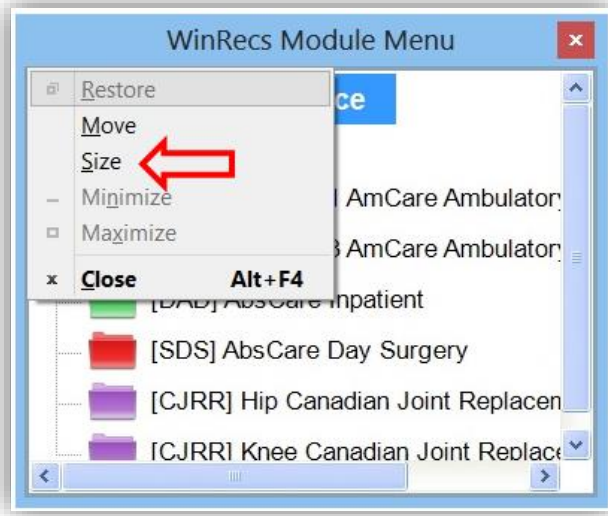 WinRecs Module Menu
x
Restore
ce
Move
Size
Minimize
AmCare Ambulatory
Maximize
AmCare Ambulatory
x Close Alt+F4
[DAD] AbsCare Inpatient
[SDS] AbsCare Day Surgery
[CJRR] Hip Canadian Joint Replacem
[CJRR] Knee Canadian Joint Replace